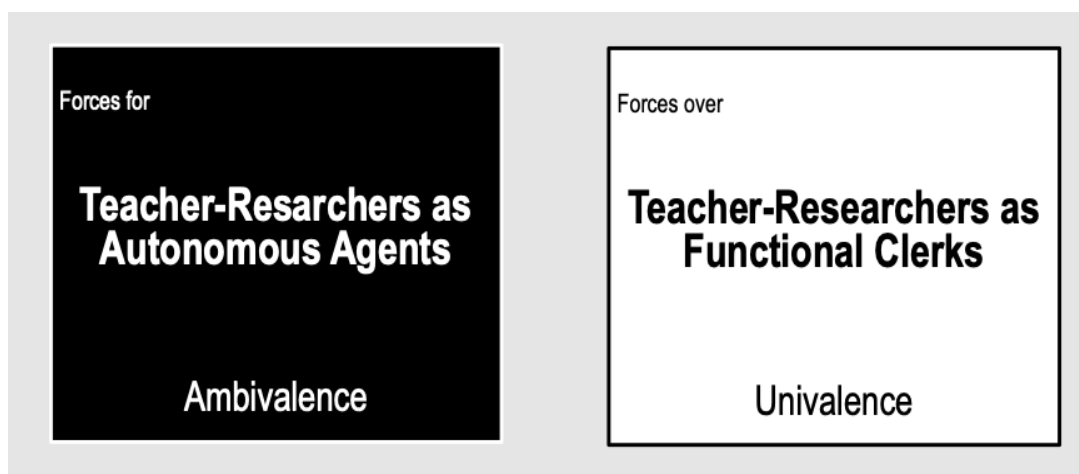 Forces for
Teacher-Resarchers as
Autonomous Agents
Ambivalence
Forces over
Teacher-Researchers as
Functional Clerks
Univalence